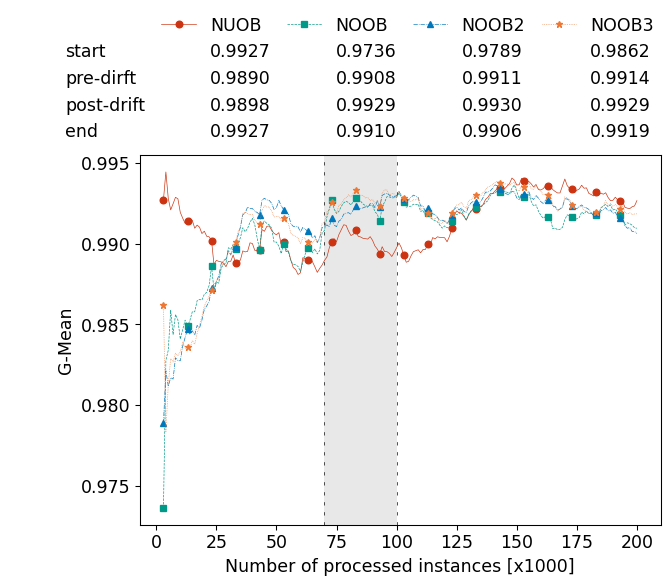 NUOB NOOB NOOB2 NOOB3
start 0.9927 0.9736 0.9789 0.9862
pre-dirft 0.9890 0.9908 0.9911 0.9914
post-drift 0.9898 0.9929 0.9930 0.9929
end 0.9927 0.9910 0.9906 0.9919
0.995
0.990
0.985
0.980
0.975
G-Mean
0 25 50 75 100 125 150 175 200
Number of processed instances [x1000]